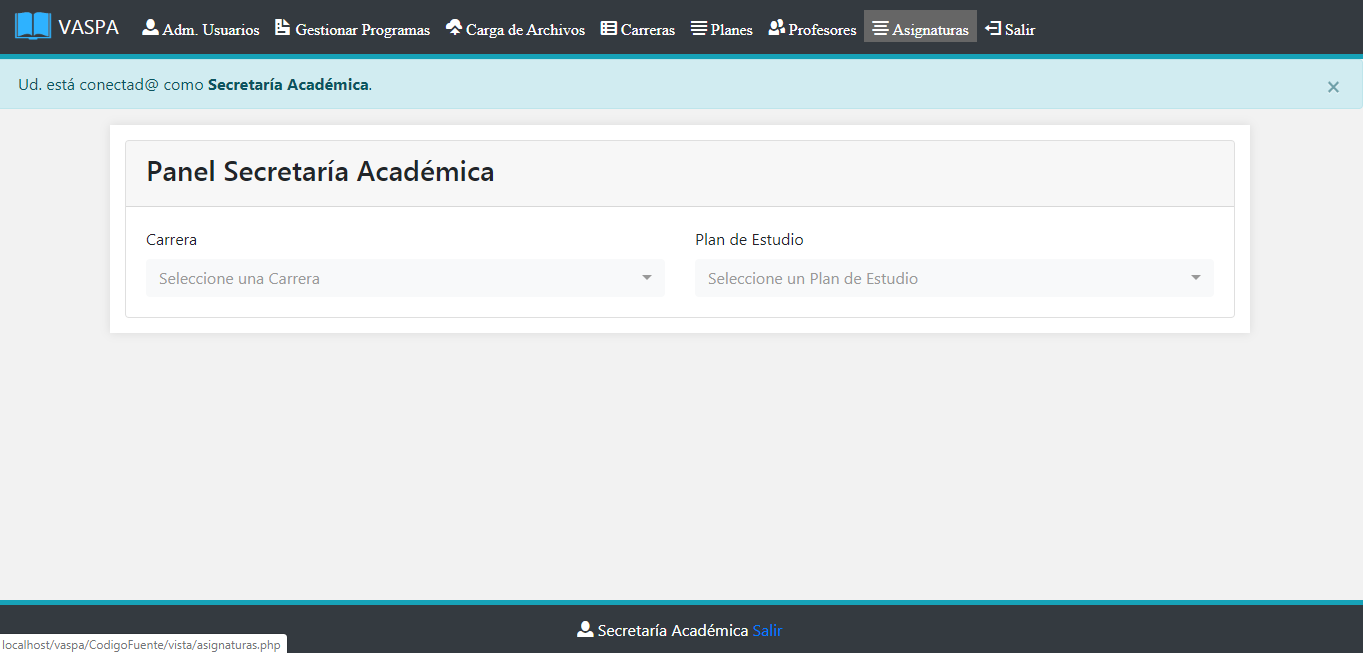 VASPA Adm. Usuarios Gestionar Programas Carga de Archivos Carreras Planes Profesores Asignaturas Salir
Ud. está conectad@ como Secretaría Académica. ×
Panel Secretaría Académica
Carrera Plan de Estudio
Seleccione una Carrera Seleccione un Plan de Estudio
Secretaría Académica Salir
localhost/vaspa/CodigoFuente/vista/asignaturas.php